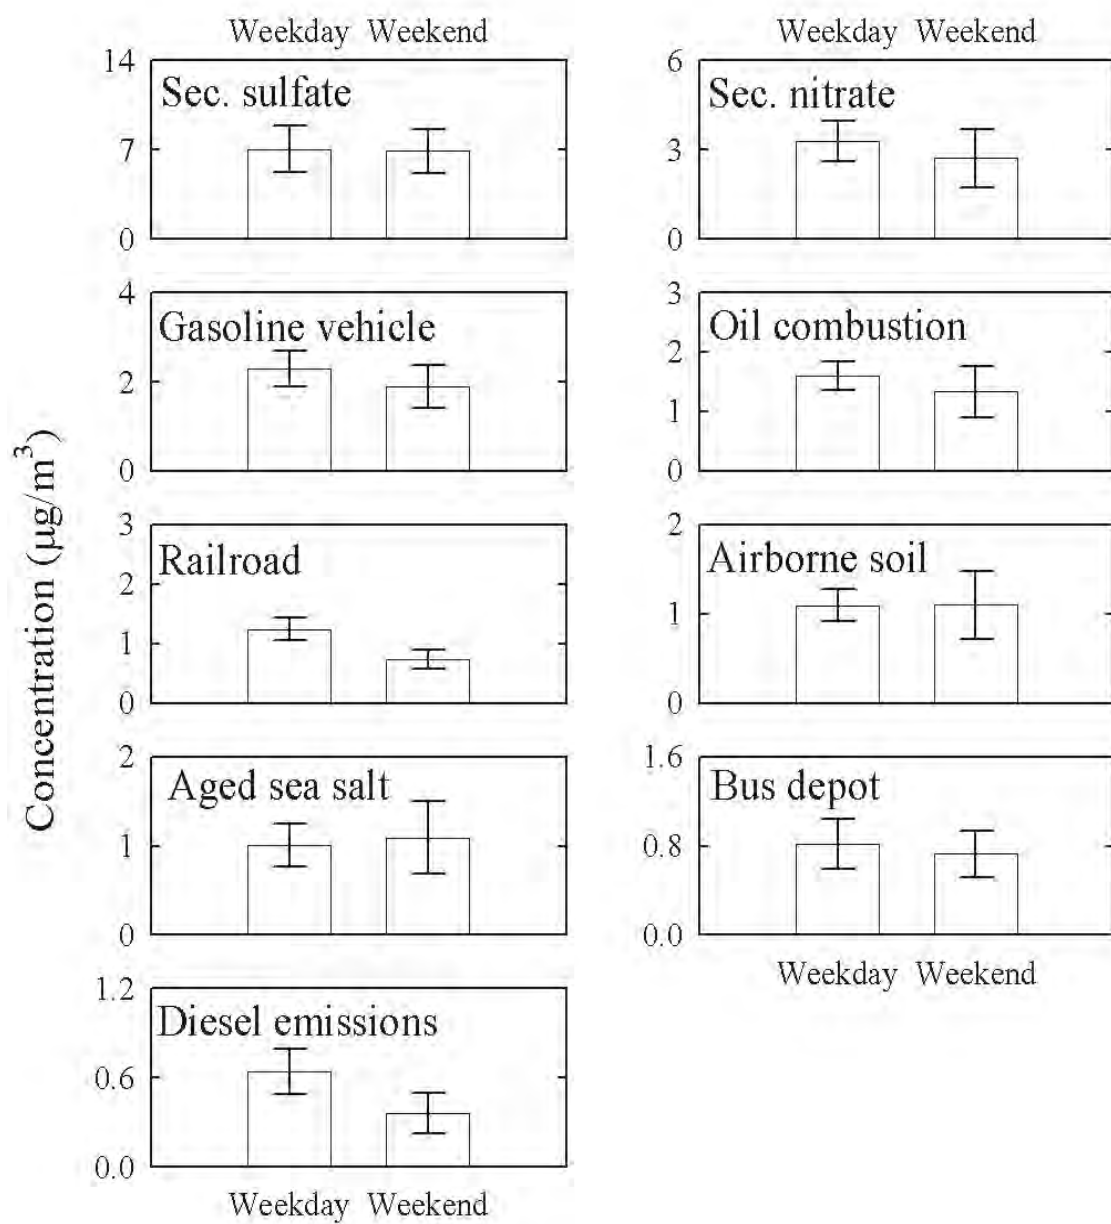 Weekday Weekend
Weekday Weekend
14
Sec. sulfate
7
0
6
Sec. nitrate
3
0
4
Gasoline vehicle
2
0
3
Oil combustion
2
1
0
Concentration (μg/m³)
3
Railroad
2
1
0
2
Airborne soil
1
0
2
Aged sea salt
1
0
1.6
Bus depot
0.8
0.0
Weekday Weekend
1.2
Diesel emissions
0.6
0.0
Weekday Weekend